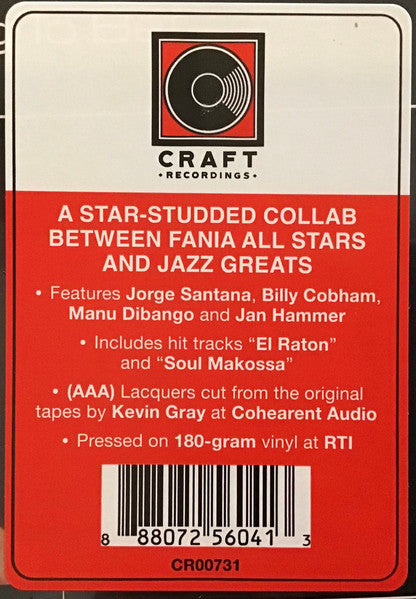 CRAFT
• RECORDINGS •
A STAR-STUDDED COLLAB
BETWEEN FANIA ALL STARS
AND JAZZ GREATS
• Features Jorge Santana, Billy Cobham,
Manu Dibango and Jan Hammer
• Includes hit tracks “El Raton”
and “Soul Makossa”
• (AAA) Lacquers cut from the original
tapes by Kevin Gray at Cohearent Audio
• Pressed on 180-gram vinyl at RTI
8 88072 56041 3
CR00731